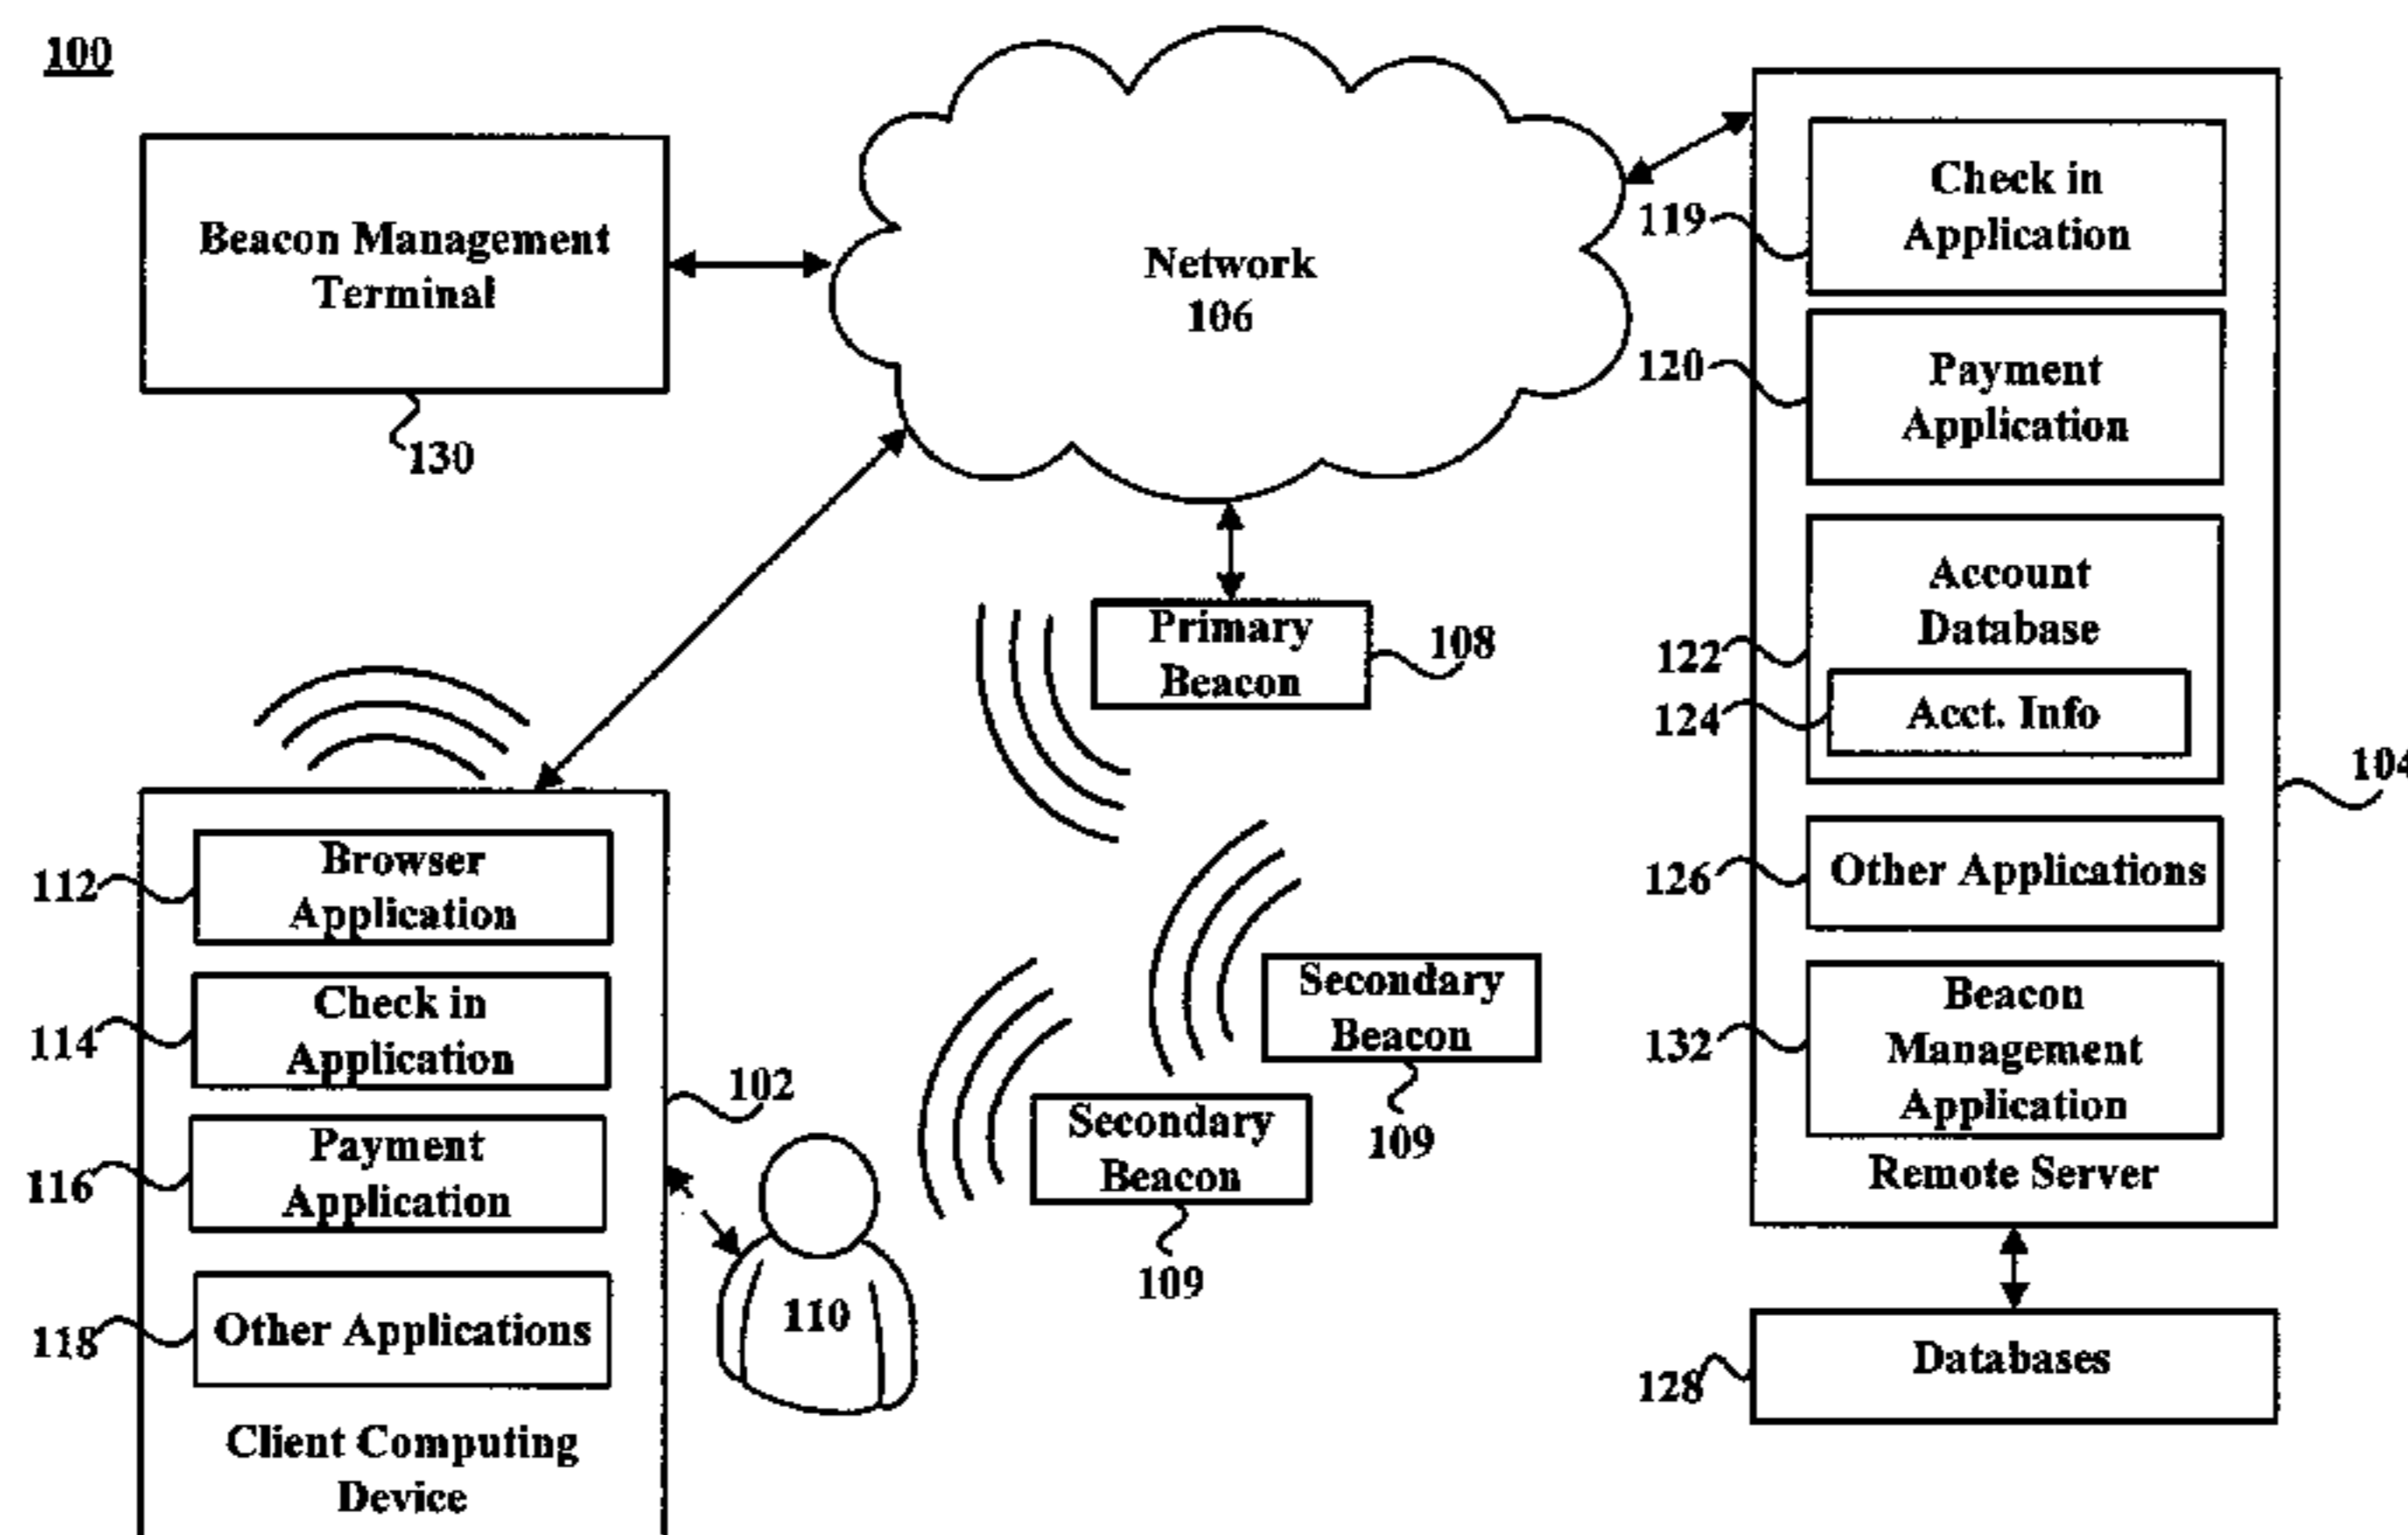 100
Beacon Management
Terminal
130
Network
106
119
Check in
Application
120
Payment
Application
Account
Database
122
124
Acct. Info
104
126
Other Applications
132
Beacon
Management
Application
Remote Server
128
Databases
Primary
Beacon
108
Secondary
Beacon
109
Secondary
Beacon
109
112
Browser
Application
114
Check in
Application
102
116
Payment
Application
110
118
Other Applications
Client Computing
Device